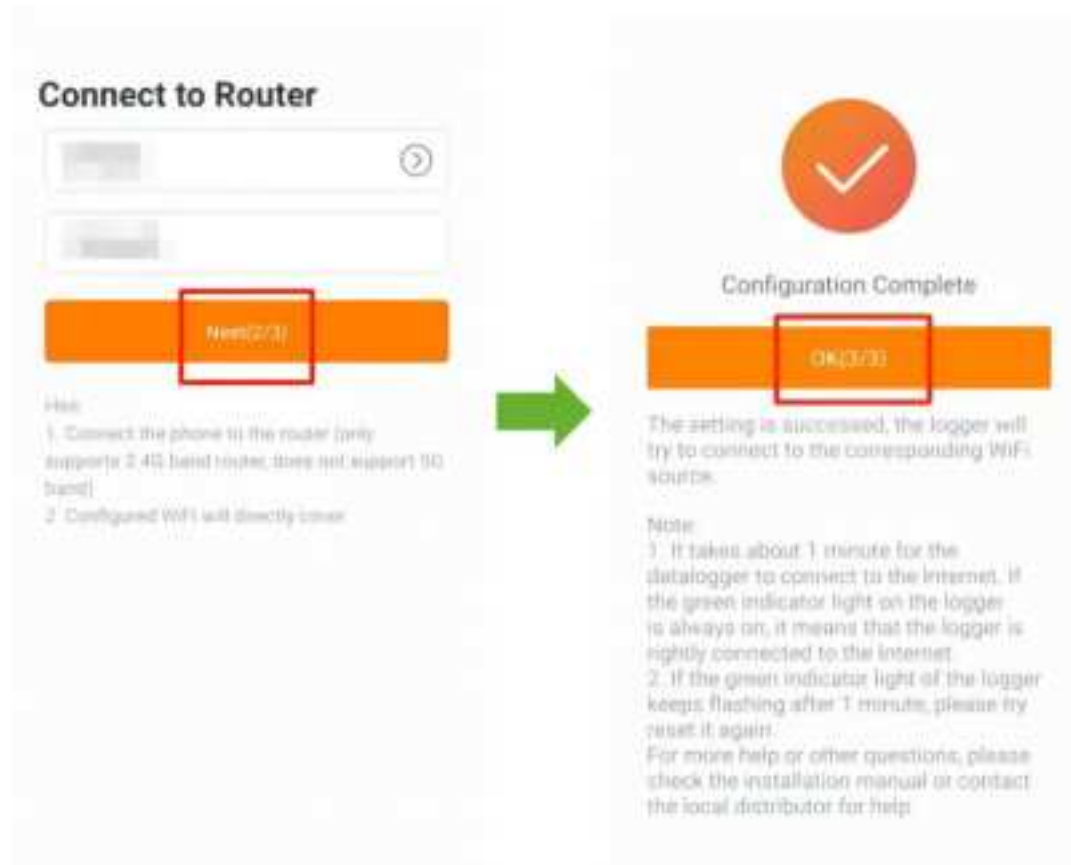 Connect to Router
Next(2/3)
Hint:
1. Connect the phone to the router (only
supports 2.4G band router, does not support 5G
band)
2. Configured WiFi will directly cover
Configuration Complete
OK(3/3)
The setting is successed, the logger will
try to connect to the corresponding WiFi
source.
Note:
1. It takes about 1 minute for the
datalogger to connect to the Internet. If
the green indicator light on the logger
is always on, it means that the logger is
rightly connected to the Internet.
2. If the green indicator light of the logger
keeps flashing after 1 minute, please try
reset it again.
For more help or other questions, please
check the installation manual or contact
the local distributor for help